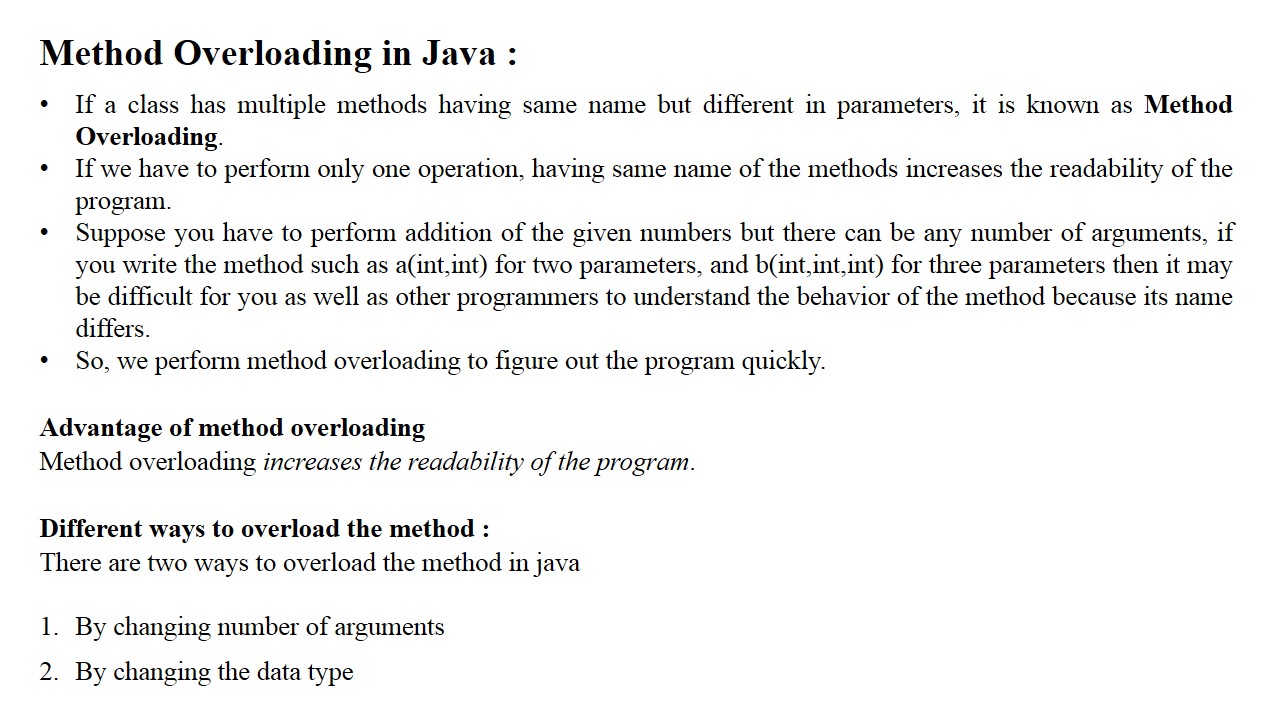 Method Overloading in Java :
• If a class has multiple methods having same name but different in parameters, it is known as Method
Overloading.
• If we have to perform only one operation, having same name of the methods increases the readability of the
program.
• Suppose you have to perform addition of the given numbers but there can be any number of arguments, if
you write the method such as a(int,int) for two parameters, and b(int,int,int) for three parameters then it may
be difficult for you as well as other programmers to understand the behavior of the method because its name
differs.
• So, we perform method overloading to figure out the program quickly.
Advantage of method overloading
Method overloading increases the readability of the program.
Different ways to overload the method :
There are two ways to overload the method in java
1. By changing number of arguments
2. By changing the data type